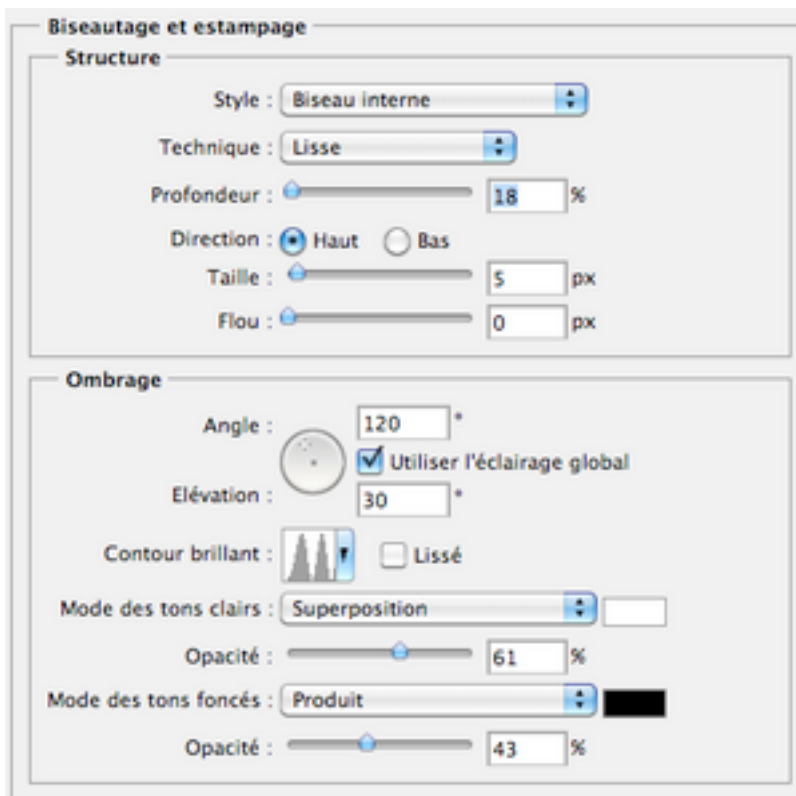 Biseautage et estampage
Structure
Style : Biseau interne
Technique : Lisse
Profondeur : 18 %
Direction : Haut Bas
Taille : 5 px
Flou : 0 px
Ombrage
Angle : 120 °
Utiliser l'éclairage global
Elévation : 30 °
Contour brillant : Lissé
Mode des tons clairs : Superposition
Opacité : 61 %
Mode des tons foncés : Produit
Opacité : 43 %